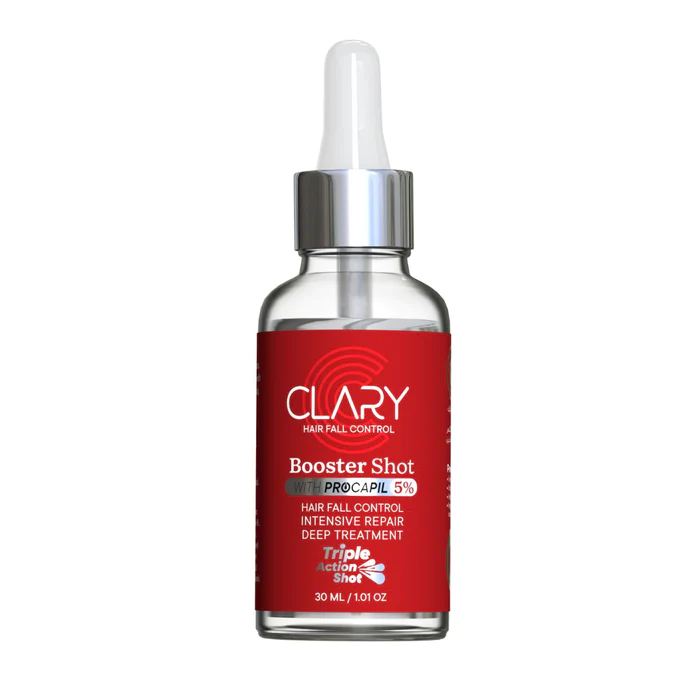 CLARY
HAIR FALL CONTROL
Booster Shot
WITH PROCAPIL 5%
HAIR FALL CONTROL
INTENSIVE REPAIR
DEEP TREATMENT
Triple
Action
Shot
30 ML / 1.01 OZ